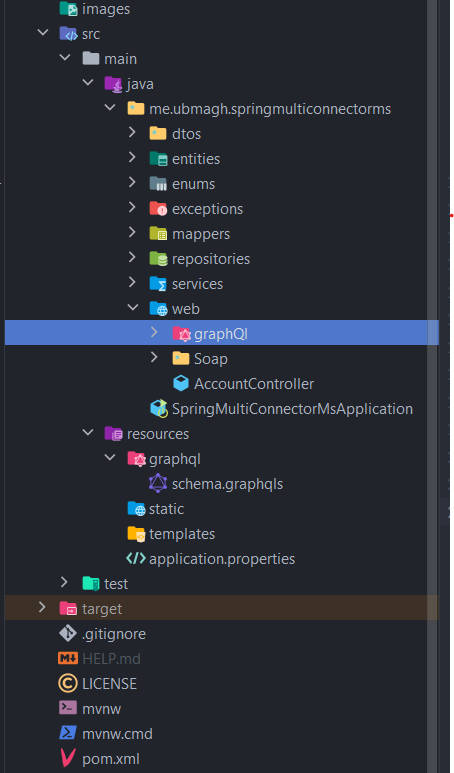 images
src
main
java
me.ubmagh.springmulticonnectorms
dtos
entities
enums
exceptions
mappers
repositories
services
web
graphQl
Soap
AccountController
SpringMultiConnectorMsApplication
resources
graphql
schema.graphqls
static
templates
application.properties
test
target
.gitignore
HELP.md
LICENSE
mvnw
mvnw.cmd
pom.xml